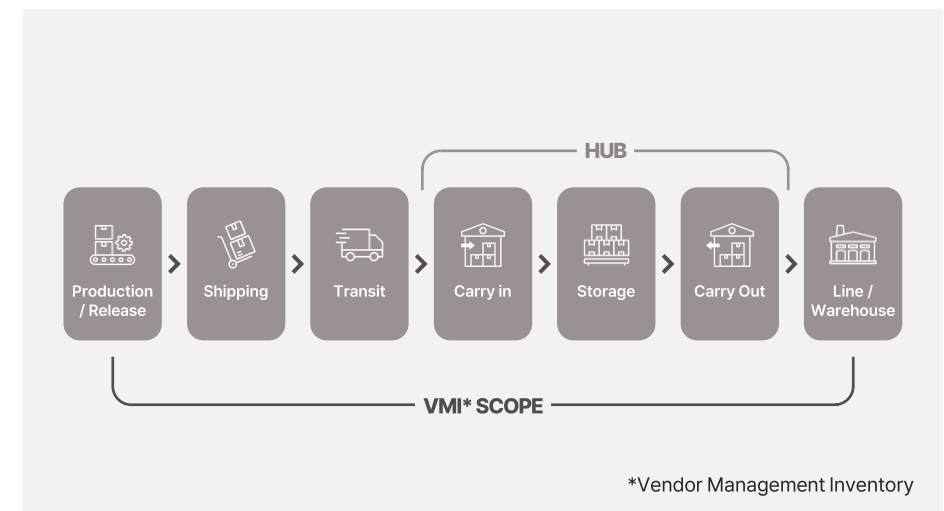 HUB
Production
/ Release
Shipping
Transit
Carry in
Storage
Carry Out
Line /
Warehouse
VMI* SCOPE
*Vendor Management Inventory